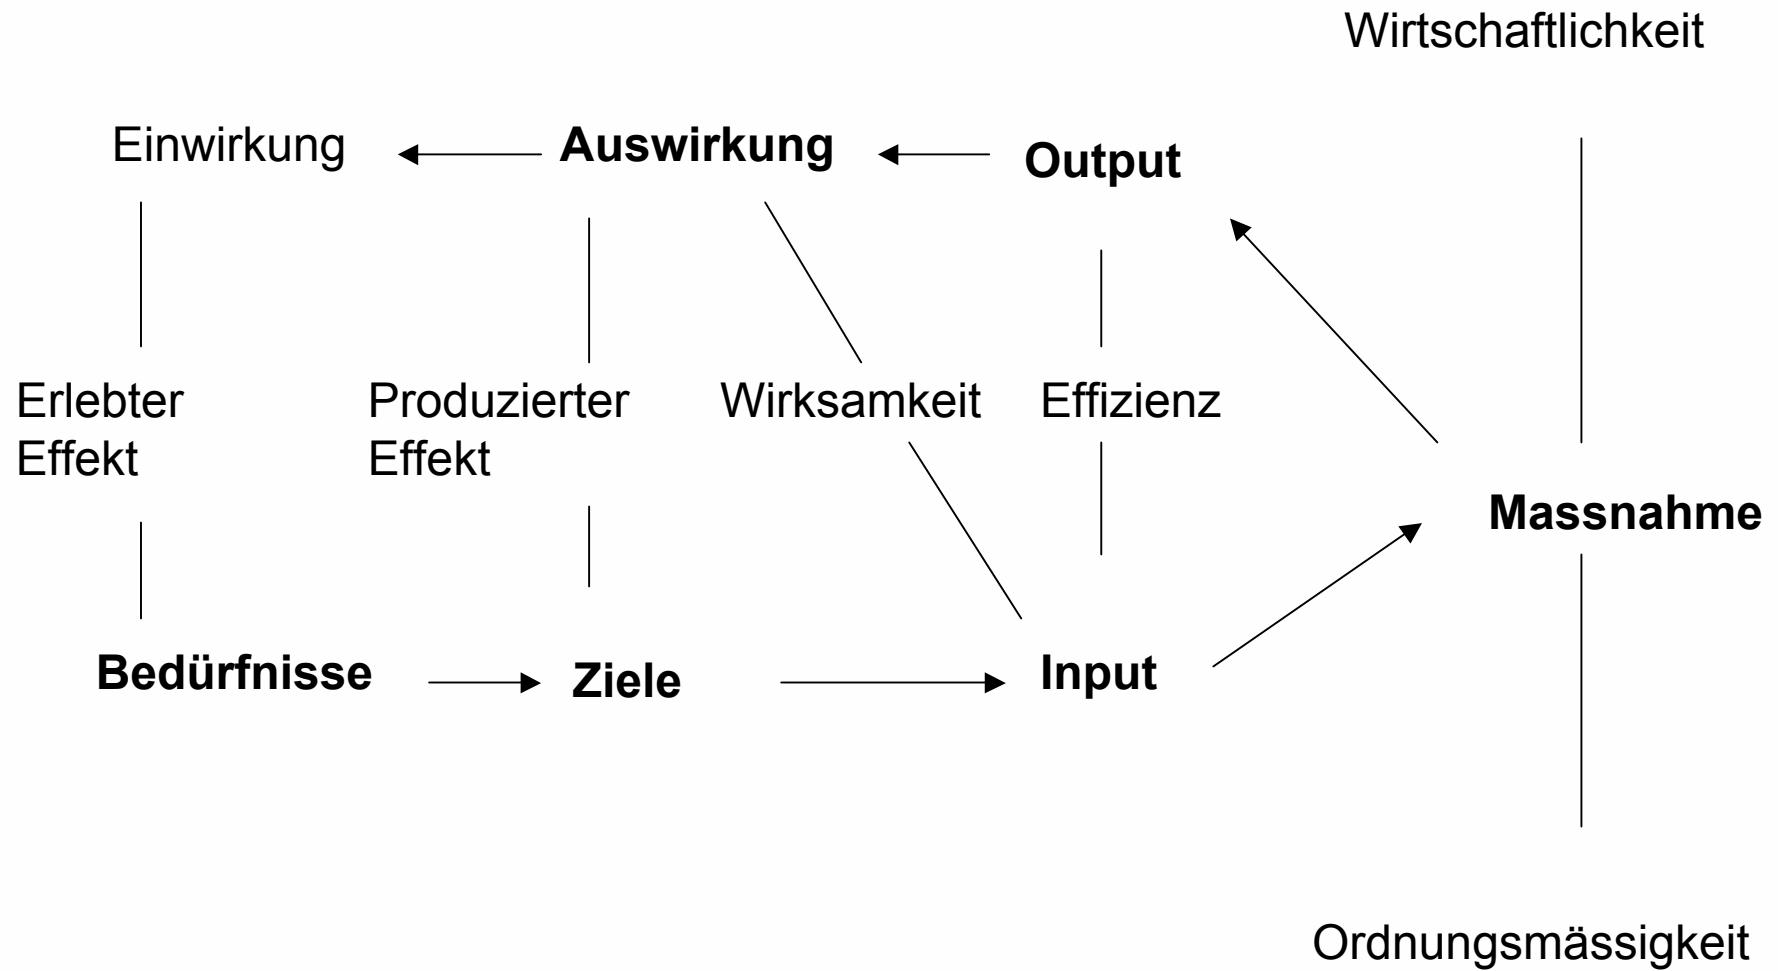 Wirtschaftlichkeit
Einwirkung
Auswirkung
Output
Erlebter
Effekt
Produzierter
Effekt
Wirksamkeit
Effizienz
Massnahme
Bedürfnisse
Ziele
Input
Ordnungsmässigkeit